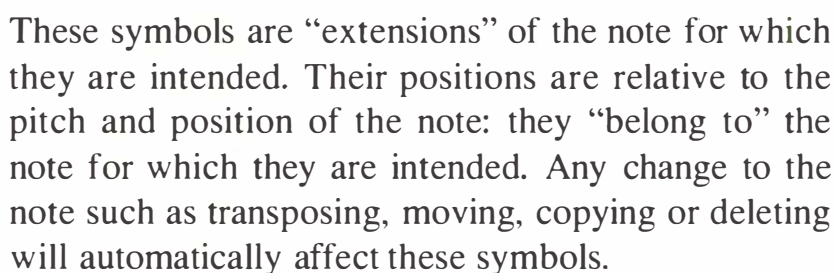 These symbols are “extensions” of the note for which
they are intended. Their positions are relative to the
pitch and position of the note: they “belong to” the
note for which they are intended. Any change to the
note such as transposing, moving, copying or deleting
will automatically affect these symbols.